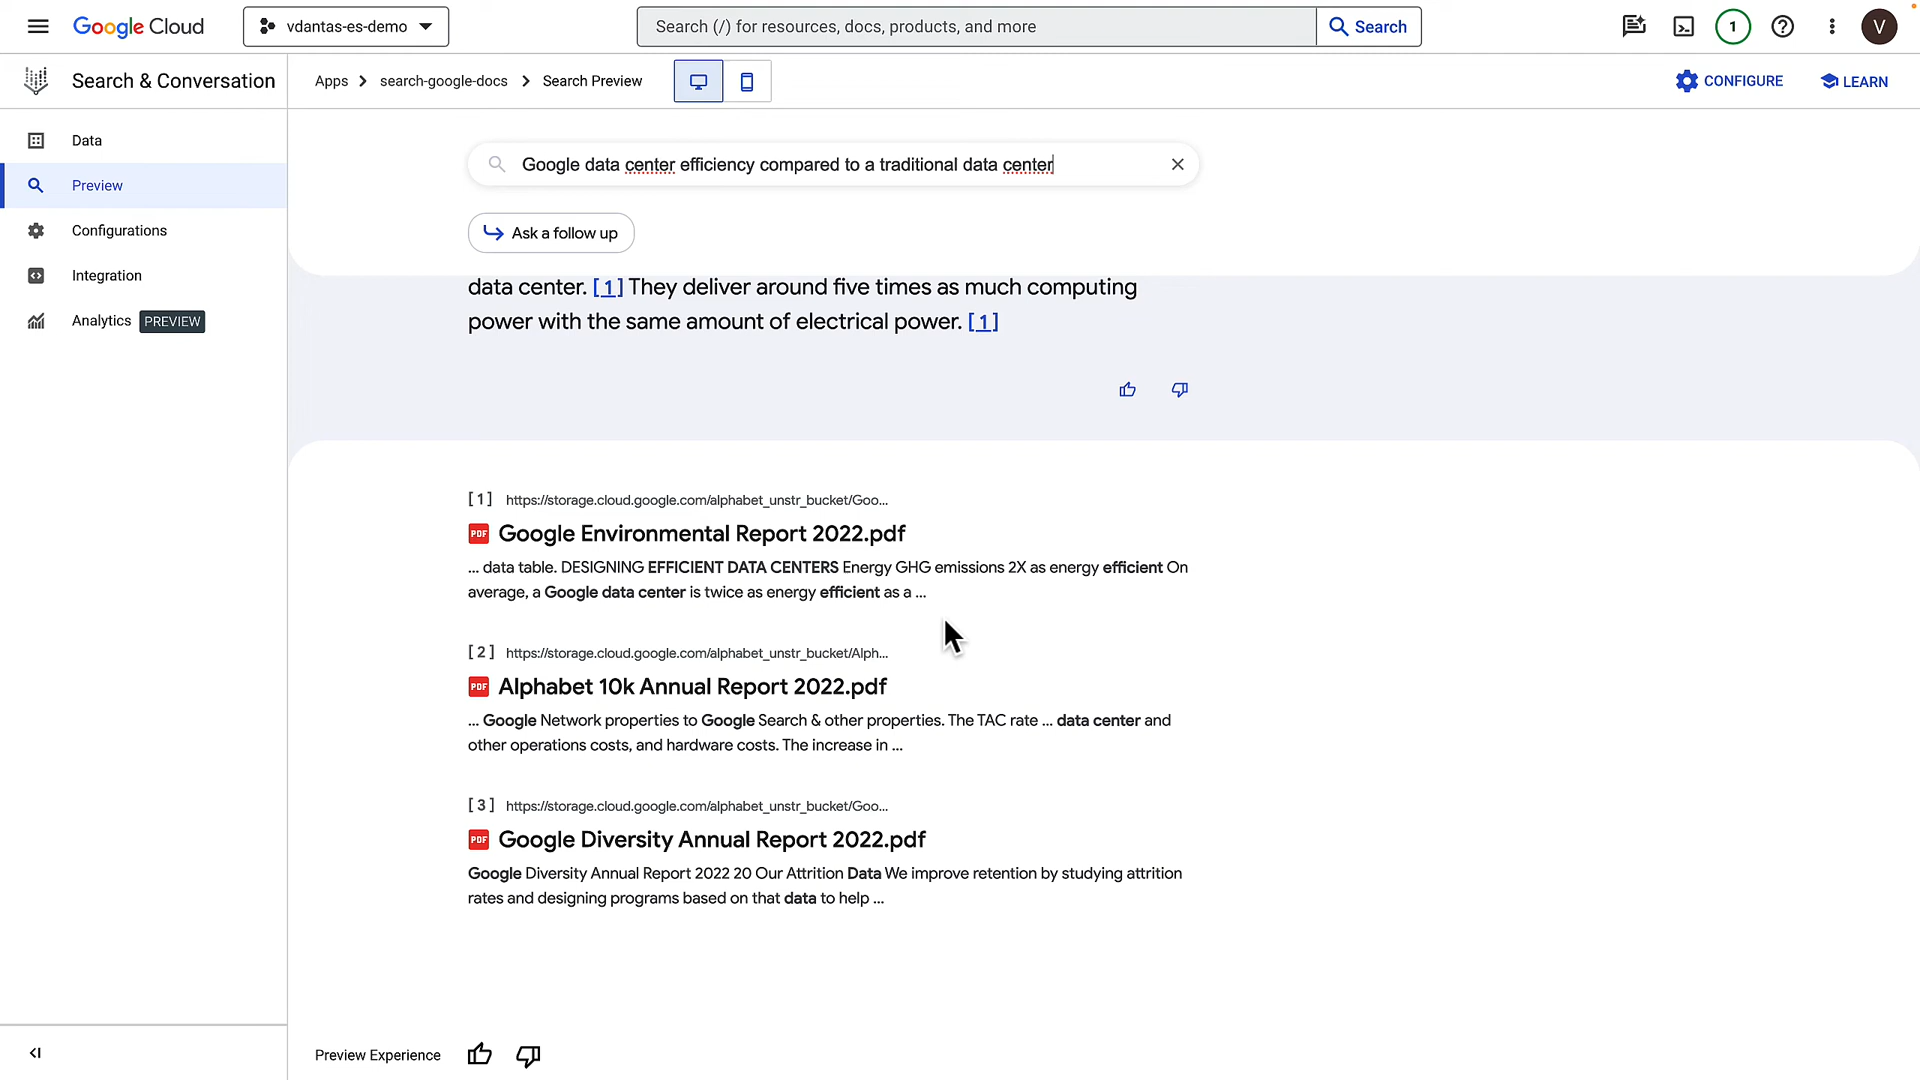 Google Cloud
vdantas-es-demo
Search (/) for resources, docs, products, and more
Search
1
V
Search & Conversation
Apps
search-google-docs
Search Preview
CONFIGURE
LEARN
Data
Preview
Configurations
Integration
Analytics PREVIEW
Google data center efficiency compared to a traditional data center
Ask a follow up
data center. [1] They deliver around five times as much computing
power with the same amount of electrical power. [1]
[1] https://storage.cloud.google.com/alphabet_unstr_bucket/Goo...
PDF Google Environmental Report 2022.pdf
... data table. DESIGNING EFFICIENT DATA CENTERS Energy GHG emissions 2X as energy efficient On
average, a Google data center is twice as energy efficient as a ...
[2] https://storage.cloud.google.com/alphabet_unstr_bucket/Alph...
PDF Alphabet 10k Annual Report 2022.pdf
... Google Network properties to Google Search & other properties. The TAC rate ... data center and
other operations costs, and hardware costs. The increase in ...
[3] https://storage.cloud.google.com/alphabet_unstr_bucket/Goo...
PDF Google Diversity Annual Report 2022.pdf
Google Diversity Annual Report 2022 20 Our Attrition Data We improve retention by studying attrition
rates and designing programs based on that data to help ...
Preview Experience